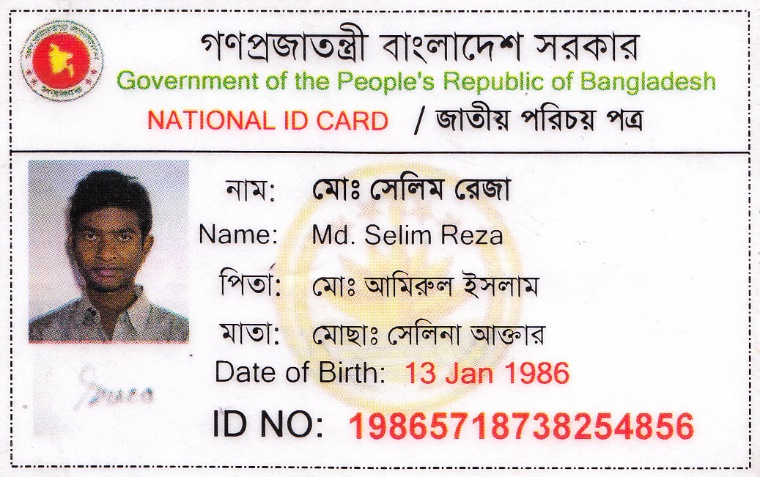 গণপ্রজাতন্ত্রী বাংলাদেশ সরকার
Government of the People's Republic of Bangladesh
NATIONAL ID CARD / জাতীয় পরিচয় পত্র
নাম: মোঃ সেলিম রেজা
Name: Md. Selim Reza
পিতা: মোঃ আমিরুল ইসলাম
মাতা: মোছাঃ সেলিনা আক্তার
Date of Birth: 13 Jan 1986
ID NO: 19865718738254856